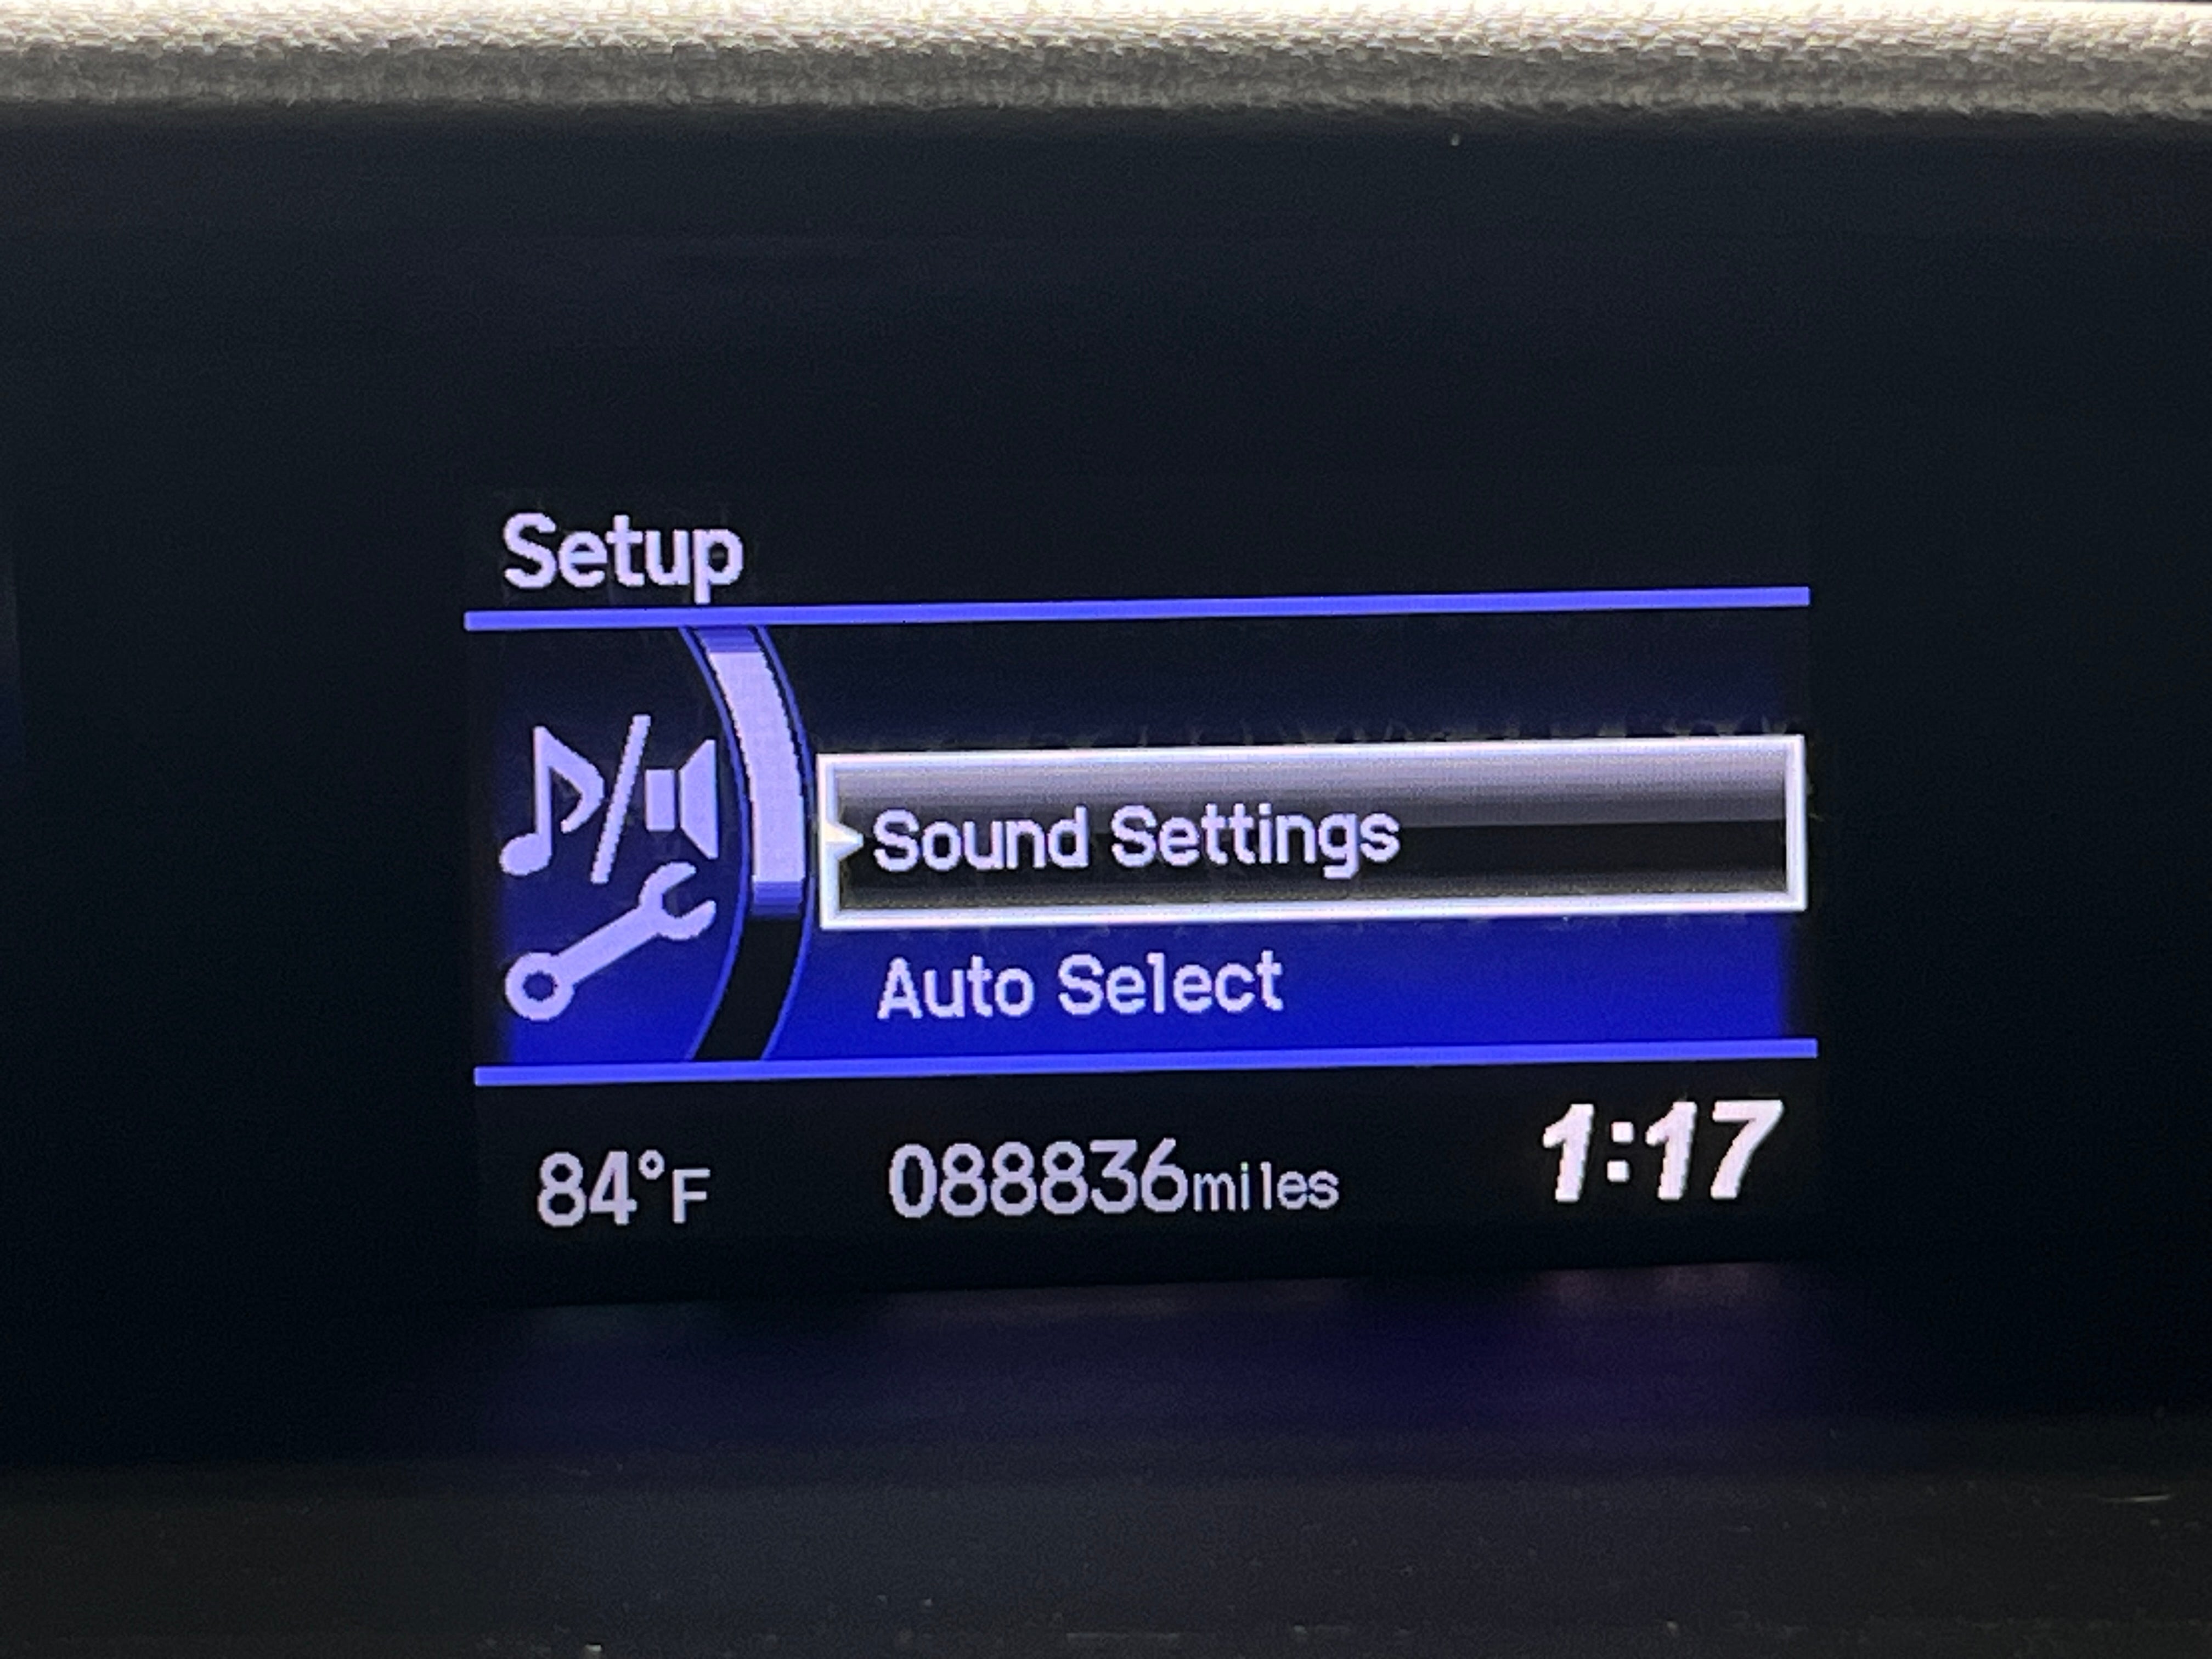 Setup
Sound Settings
Auto Select
84°F 088836miles 1:17